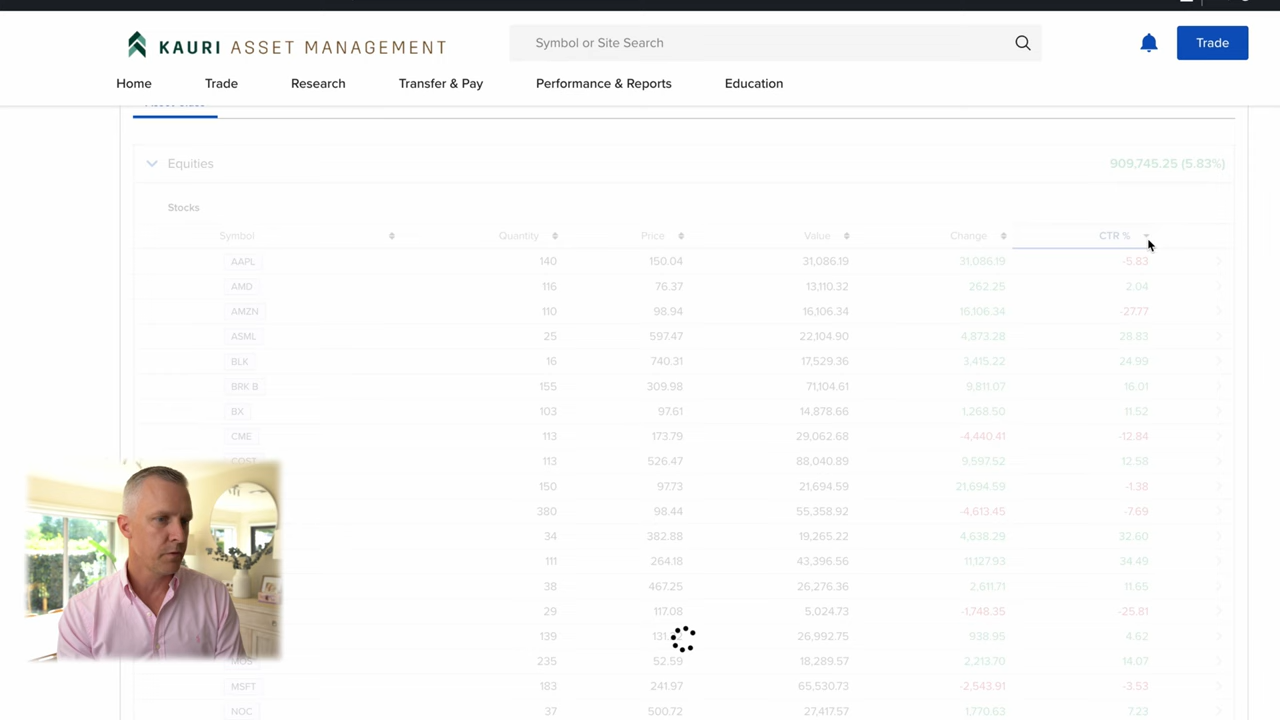 KAURI ASSET MANAGEMENT
Symbol or Site Search
Trade
Home Trade Research Transfer & Pay Performance & Reports Education
Asset Class
Equities 909,745.25 (5.83%)
Stocks
Symbol Quantity Price Value Change CTR %
AAPL 140 150.04 31,086.19 31,086.19 -5.83
AMD 116 76.37 13,110.32 262.25 2.04
AMZN 110 98.94 16,106.34 16,106.34 -27.77
ASML 25 597.47 22,104.90 4,873.28 28.83
BLK 16 740.31 17,529.36 3,415.22 24.99
BRK B 155 309.98 71,104.61 9,811.07 16.01
BX 103 97.61 14,878.66 1,268.50 11.52
CME 113 173.79 29,062.68 -4,440.41 -12.84
COST 113 526.47 88,040.89 9,597.52 12.58
150 97.73 21,694.59 21,694.59 -1.38
380 98.44 55,358.92 -4,613.45 -7.69
34 382.88 19,265.22 4,638.29 32.60
111 264.18 43,396.56 11,127.93 34.49
38 467.25 26,276.36 2,611.71 11.65
29 117.08 5,024.73 -1,748.35 -25.81
139 26,992.75 938.95 4.62
MOS 235 52.59 18,289.57 2,213.70 14.07
MSFT 183 241.97 65,530.73 -2,543.91 -3.53
NOC 37 500.72 27,417.57 1,770.63 7.23